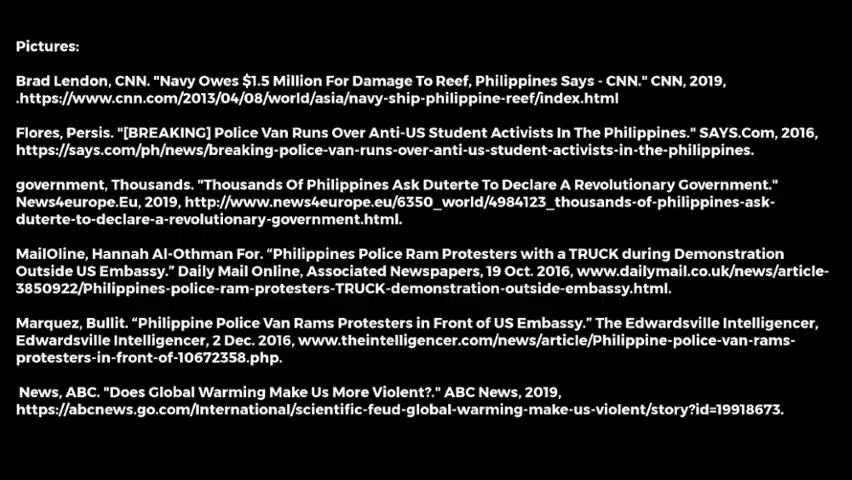 Pictures:
Brad Lendon, CNN. "Navy Owes $1.5 Million For Damage To Reef, Philippines Says - CNN." CNN, 2019,
.https://www.cnn.com/2013/04/08/world/asia/navy-ship-philippine-reef/index.html
Flores, Persis. "[BREAKING] Police Van Runs Over Anti-US Student Activists In The Philippines." SAYS.Com, 2016,
https://says.com/ph/news/breaking-police-van-runs-over-anti-us-student-activists-in-the-philippines.
government, Thousands. "Thousands Of Philippines Ask Duterte To Declare A Revolutionary Government."
News4europe.Eu, 2019, http://www.news4europe.eu/6350_world/4984123_thousands-of-philippines-ask-
duterte-to-declare-a-revolutionary-government.html.
MailOline, Hannah Al-Othman For. “Philippines Police Ram Protesters with a TRUCK during Demonstration
Outside US Embassy.” Daily Mail Online, Associated Newspapers, 19 Oct. 2016, www.dailymail.co.uk/news/article-
3850922/Philippines-police-ram-protesters-TRUCK-demonstration-outside-embassy.html.
Marquez, Bullit. “Philippine Police Van Rams Protesters in Front of US Embassy.” The Edwardsville Intelligencer,
Edwardsville Intelligencer, 2 Dec. 2016, www.theintelligencer.com/news/article/Philippine-police-van-rams-
protesters-in-front-of-10672358.php.
News, ABC. "Does Global Warming Make Us More Violent?." ABC News, 2019,
https://abcnews.go.com/International/scientific-feud-global-warming-make-us-violent/story?id=19918673.